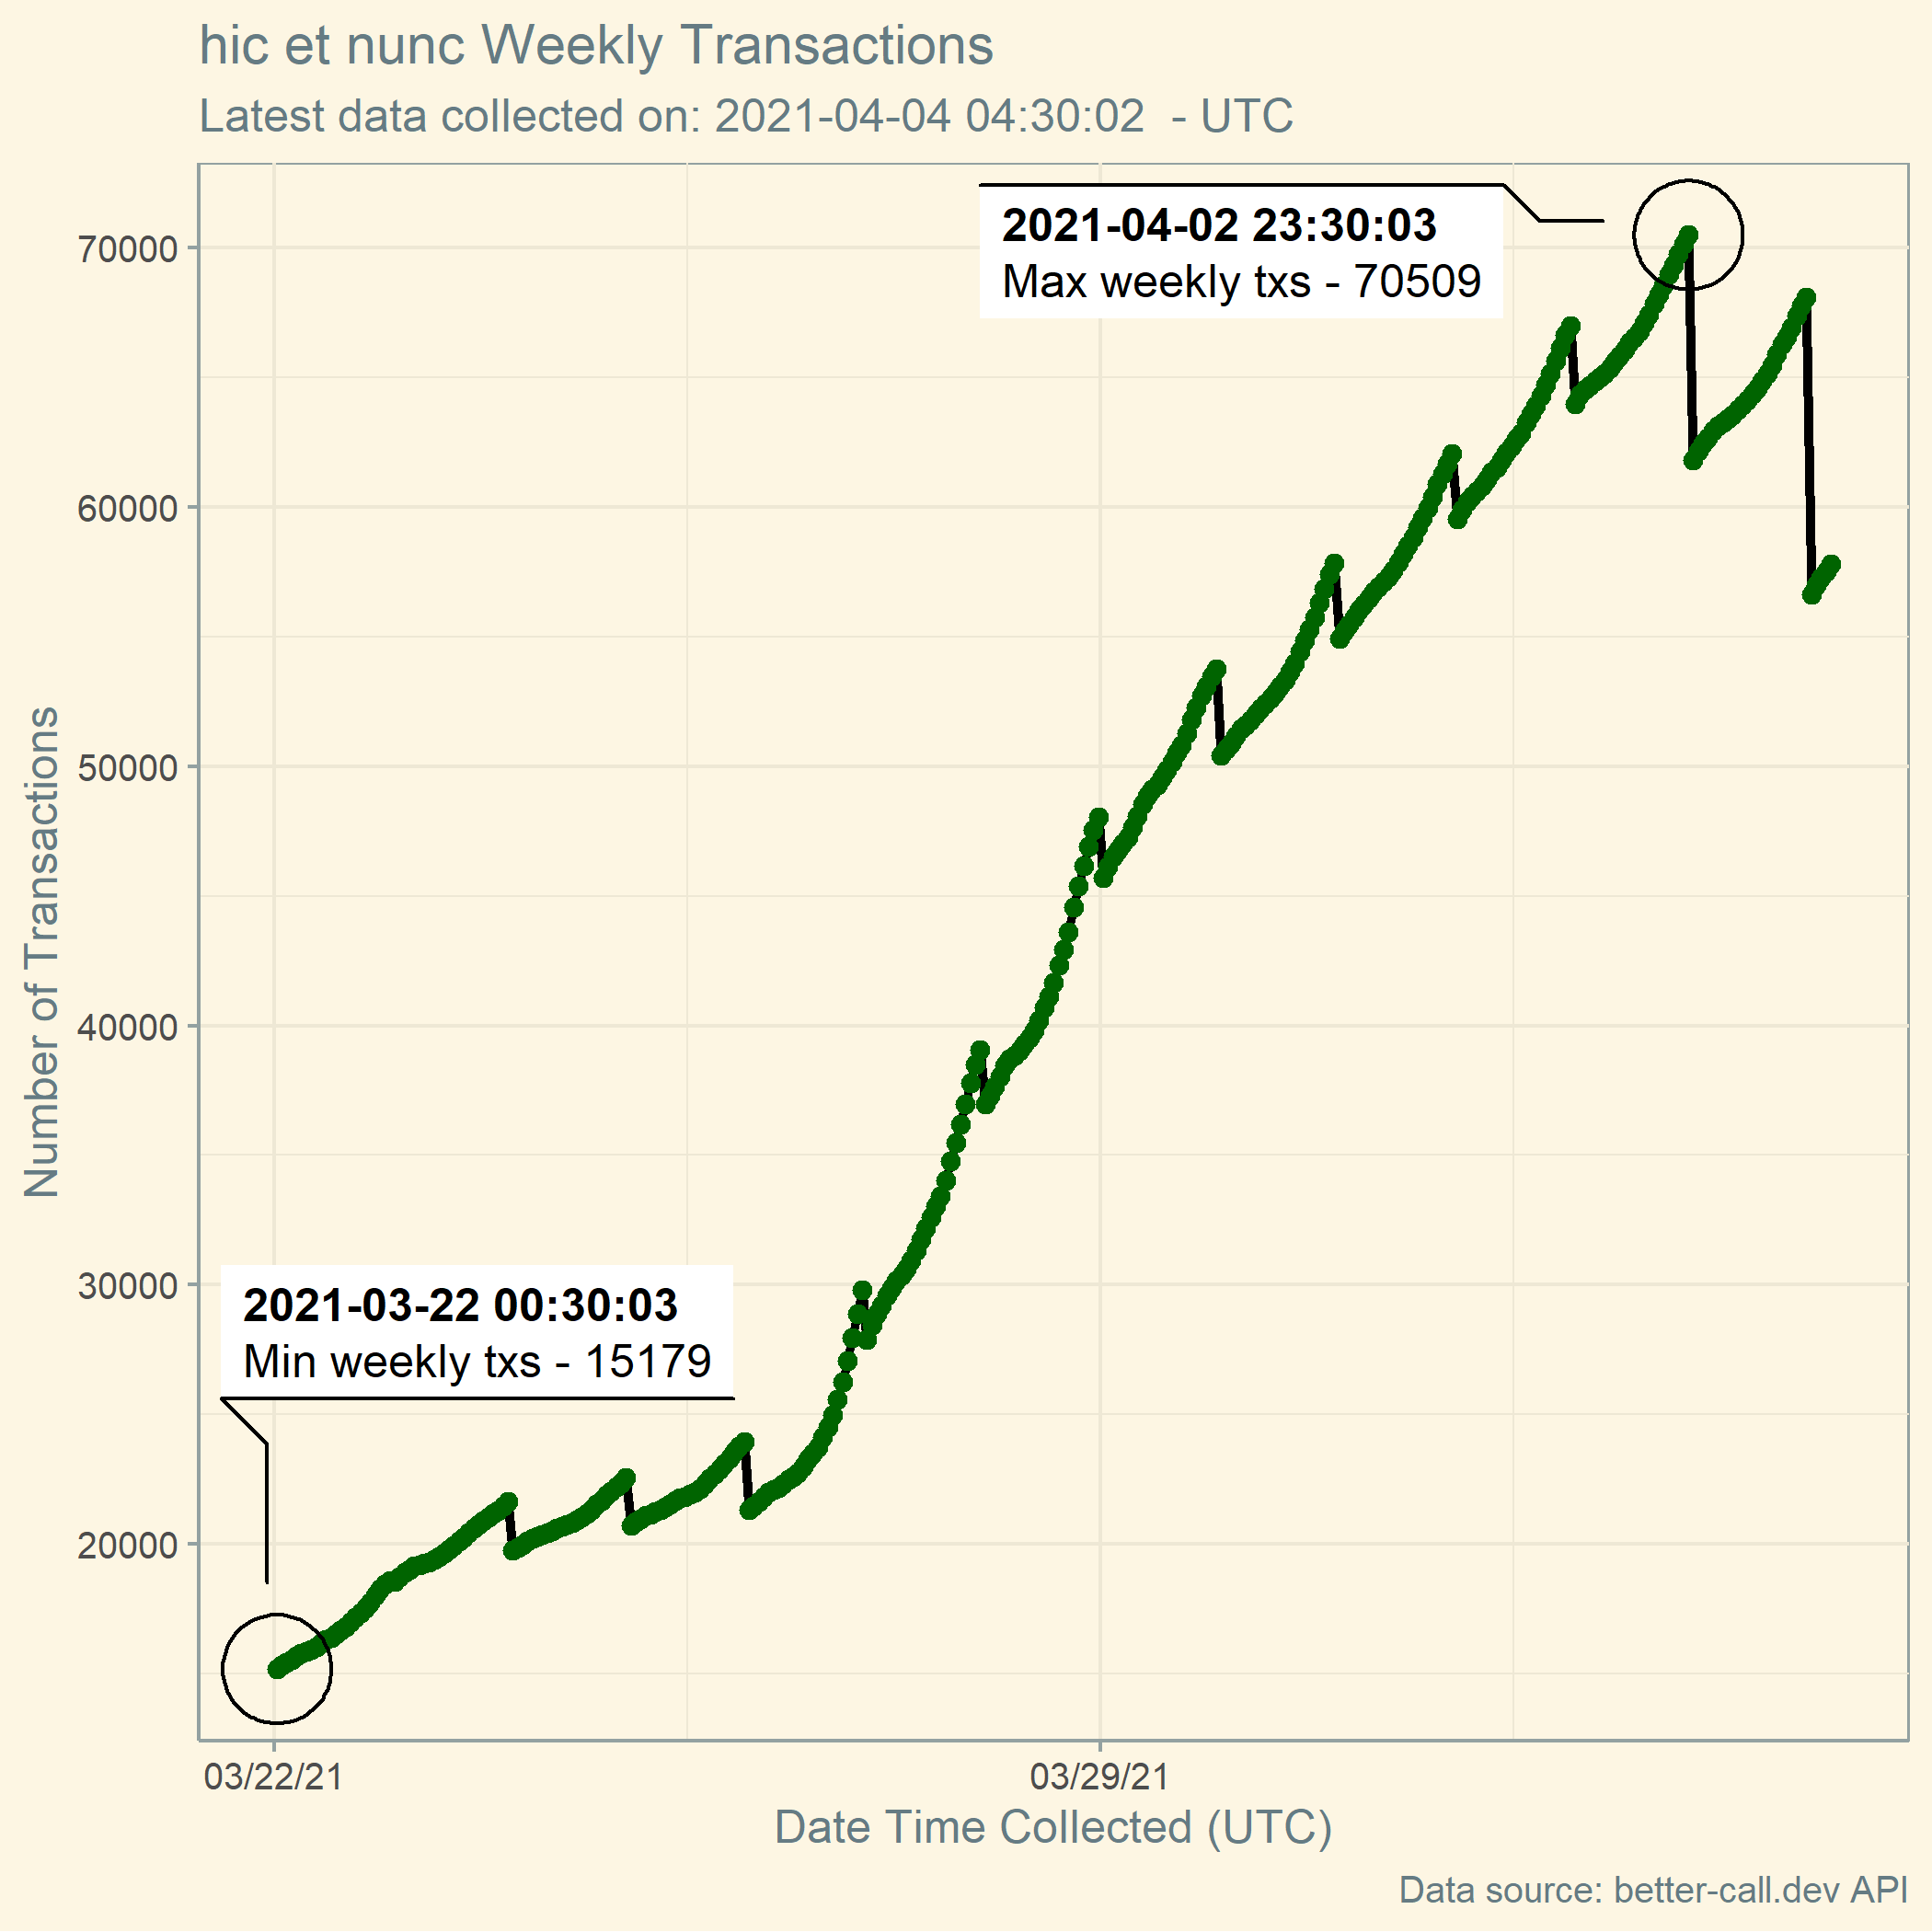 hic et nunc Weekly Transactions
Latest data collected on: 2021-04-04 04:30:02  - UTC
2021-04-02 23:30:03
Max weekly txs - 70509
70000
60000
50000
40000
30000
20000
Number of Transactions
2021-03-22 00:30:03
Min weekly txs - 15179
03/22/21
03/29/21
Date Time Collected (UTC)
Data source: better-call.dev API